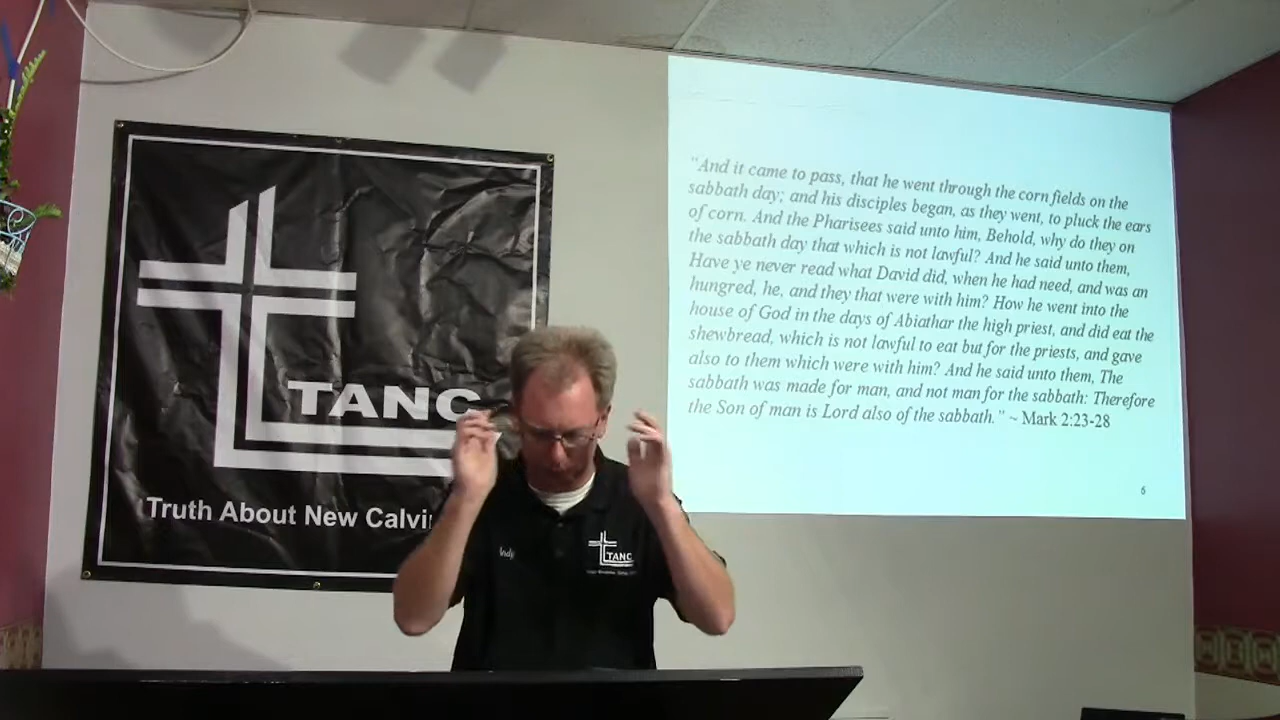 "And it came to pass, that he went through the corn fields on the
sabbath day; and his disciples began, as they went, to pluck the ears
of corn. And the Pharisees said unto him, Behold, why do they on
the sabbath day that which is not lawful? And he said unto them,
Have ye never read what David did, when he had need, and was an
hungred, he, and they that were with him? How he went into the
house of God in the days of Abiathar the high priest, and did eat the
shewbread, which is not lawful to eat but for the priests, and gave
also to them which were with him? And he said unto them, The
sabbath was made for man, and not man for the sabbath: Therefore
the Son of man is Lord also of the sabbath." ~ Mark 2:23-28
6
TANC
Truth About New Calvi
Andy
TANC